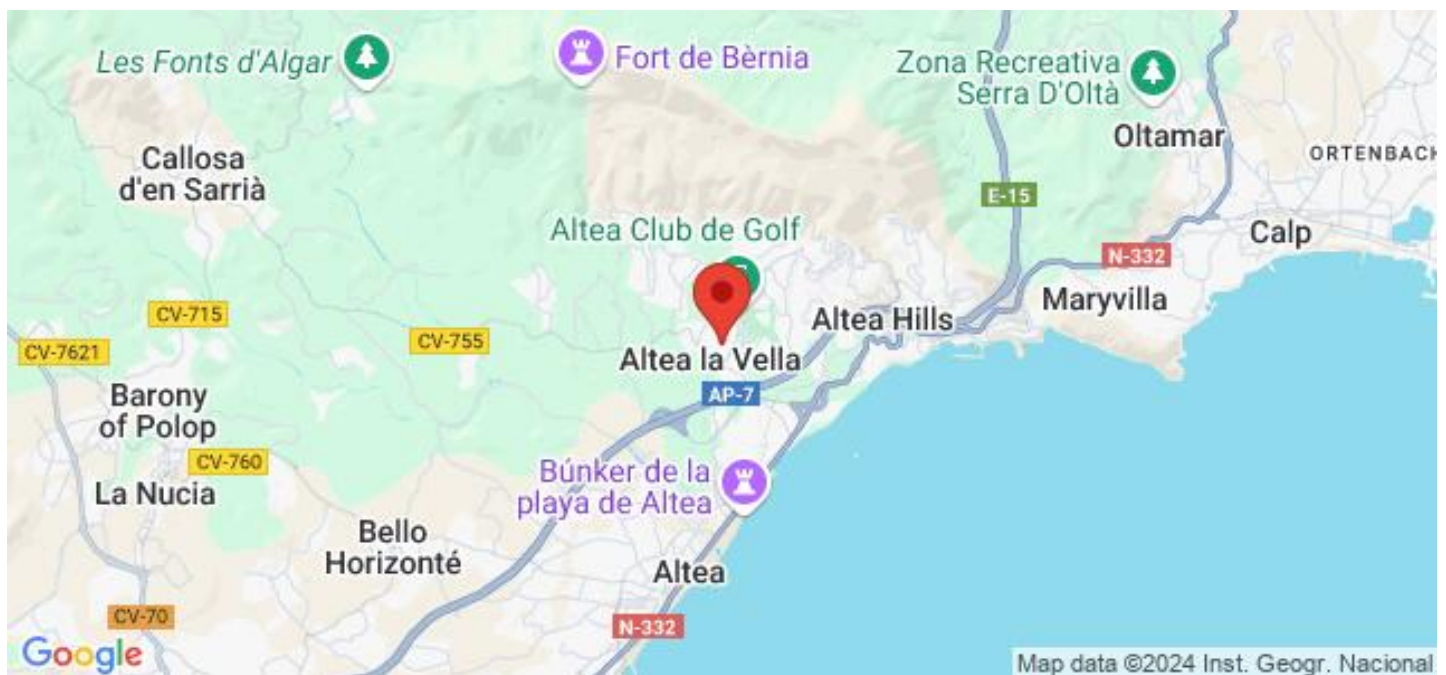 Les Fonts d'Algar
Fort de Bèrnia
Zona Recreativa
Serra D'Oltà
Oltamar
ORTENBACH
Callosa
d'en Sarrià
E-15
Altea Club de Golf
Calp
N-332
Maryvilla
CV-715
Altea Hills
CV-755
CV-7621
Altea la Vella
AP-7
Barony
of Polop
CV-760
La Nucia
Búnker de la
playa de Altea
Bello
Horizonté
Altea
CV-70
N-332
Google
Map data ©2024 Inst. Geogr. Nacional